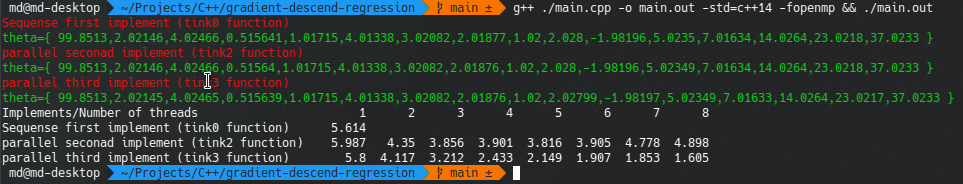 md@md-desktop ~/Projects/C++/gradient-descend-regression main ± g++ ./main.cpp -o main.out -std=c++14 -fopenmp && ./main.out
Sequense first implement (tink0 function)
theta={ 99.8513,2.02146,4.02466,0.515641,1.01715,4.01338,3.02082,2.01877,1.02,2.028,-1.98196,5.0235,7.01634,14.0264,23.0218,37.0233 }
parallel seconad implement (tink2 function)
theta={ 99.8513,2.02146,4.02466,0.51564,1.01715,4.01338,3.02082,2.01876,1.02,2.028,-1.98196,5.02349,7.01634,14.0264,23.0218,37.0233 }
parallel third implement (tink3 function)
theta={ 99.8513,2.02145,4.02465,0.515639,1.01715,4.01338,3.02082,2.01876,1.02,2.02799,-1.98197,5.02349,7.01633,14.0264,23.0217,37.0233 }
Implements/Number of threads 1 2 3 4 5 6 7 8
Sequense first implement (tink0 function) 5.614
parallel seconad implement (tink2 function) 5.987 4.35 3.856 3.901 3.816 3.905 4.778 4.898
parallel third implement (tink3 function) 5.8 4.117 3.212 2.433 2.149 1.907 1.853 1.605
md@md-desktop ~/Projects/C++/gradient-descend-regression main ±